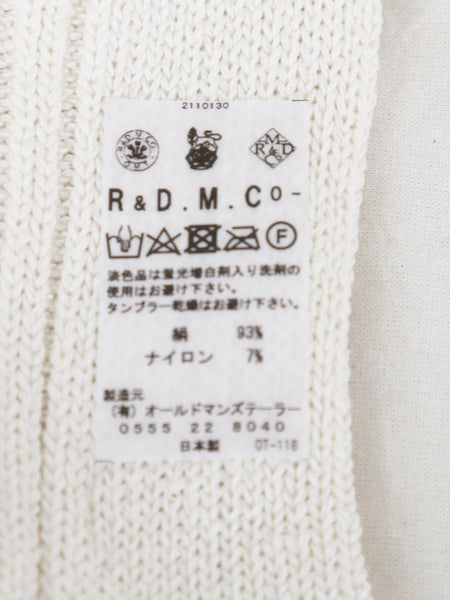 2110130
R&D.M.CO
O.M.T
R M D
Co
R & D . M . C O -
F
淡色品は蛍光増白剤入り洗剤の
使用はお避け下さい。
タンブラー乾燥はお避け下さい。
絹 93%
ナイロン 7%
製造元
(有) オールドマンズテーラー
0555 22 8040
日本製 OT-118